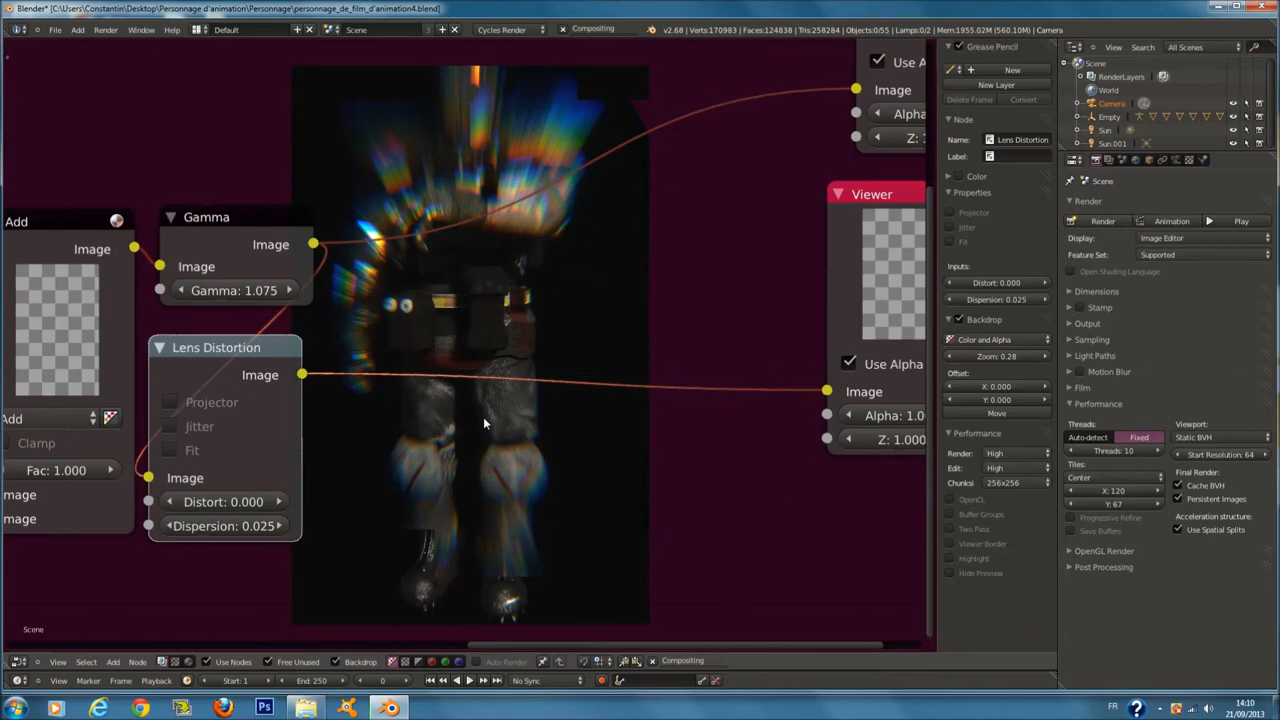 Blender* [C:\Users\Constantin\Desktop\Personnage d'animation\Personnage\personnage_de_film_d'animation4.blend]
File Add Render Window Help Default Scene 3 Cycles Render Compositing v2.68 | Verts:170983 | Faces:124838 | Tris:258284 | Objects:0/55 | Lamps:0/2 | Mem:1955.02M (560.10M) | Camera
Add
Image
Add
Clamp
Fac: 1.000
mage
mage
Gamma
Image
Image
Gamma: 1.075
Lens Distortion
Image
Projector
Jitter
Fit
Image
Distort: 0.000
Dispersion: 0.025
Use A
Image
Alpha
Z:
Viewer
Use Alpha
Image
Alpha: 1.0
Z: 1.000
Scene
Grease Pencil
New
New Layer
Delete Frame Convert
Node
Name: Lens Distortion
Label:
Color
Properties
Projector
Jitter
Fit
Inputs:
Distort: 0.000
Dispersion: 0.025
Backdrop
Color and Alpha
Zoom: 0.28
Offset:
X: 0.000
Y: 0.000
Move
Performance
Render: High
Edit: High
Chunksi 256x256
OpenCL
Buffer Groups
Two Pass
Viewer Border
Highlight
Hide Preview
View Search All Scenes
Scene
RenderLayers
World
Camera
Empty
Sun
Sun.001
Scene
Render
Render Animation Play
Display: Image Editor
Feature Set: Supported
Open Shading Language
Dimensions
Stamp
Output
Sampling
Light Paths
Motion Blur
Film
Performance
Threads: Viewport:
Auto-detect Fixed Static BVH
Threads: 10 Start Resolution: 64
Tiles: Final Render:
Center Cache BVH
X: 120 Persistent Images
Y: 67 Acceleration structure:
Progressive Refine Use Spatial Splits
Save Buffers
OpenGL Render
Post Processing
View Select Add Node Use Nodes Free Unused Backdrop Auto Render Compositing
View Marker Frame Playback Start: 1 End: 250 0 No Sync
Ps
FR
14:10
21/09/2013